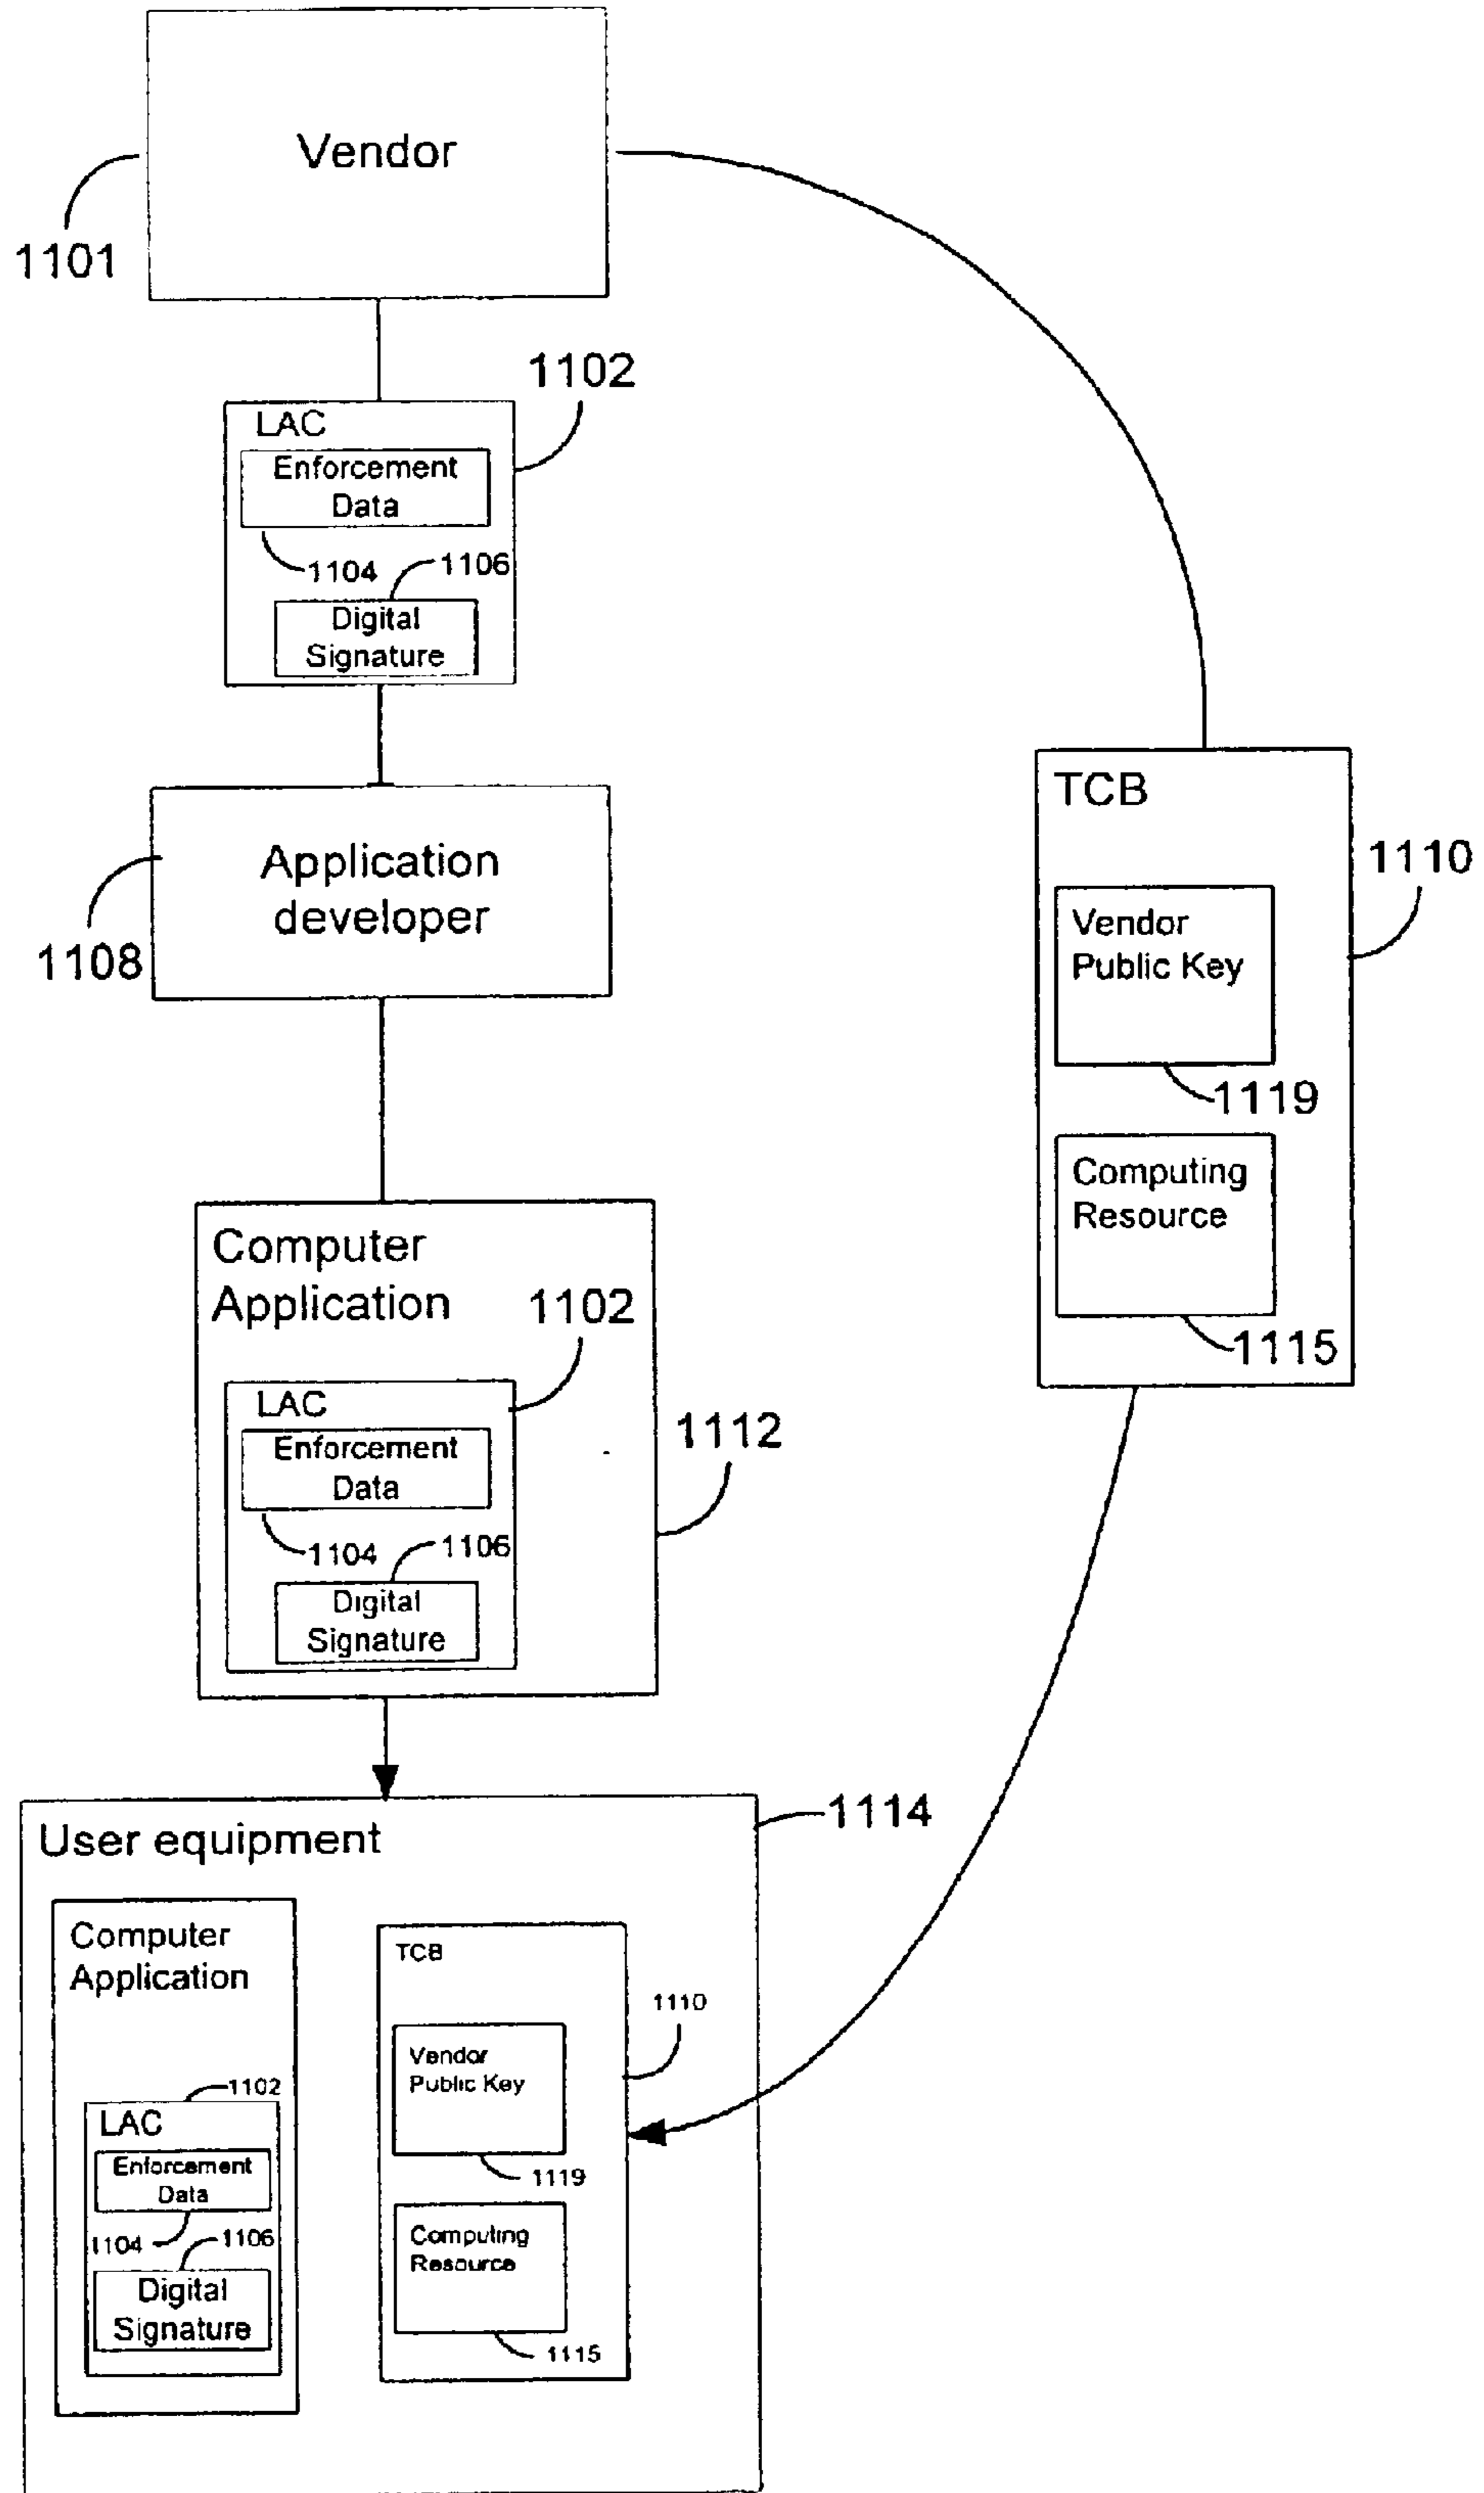 Vendor
1101
1102
LAC
Enforcement
Data
1104
1106
Digital
Signature
TCB
Application
developer
1110
1108
Vendor
Public Key
1119
Computing
Resource
Computer
Application
1102
1115
LAC
1112
Enforcement
Data
1104
1106
Digital
Signature
1114
User equipment
Computer
Application
TCB
1110
Vendor
Public Key
1102
LAC
Enforcement
Data
1119
1104
1106
Computing
Resource
Digital
Signature
1115